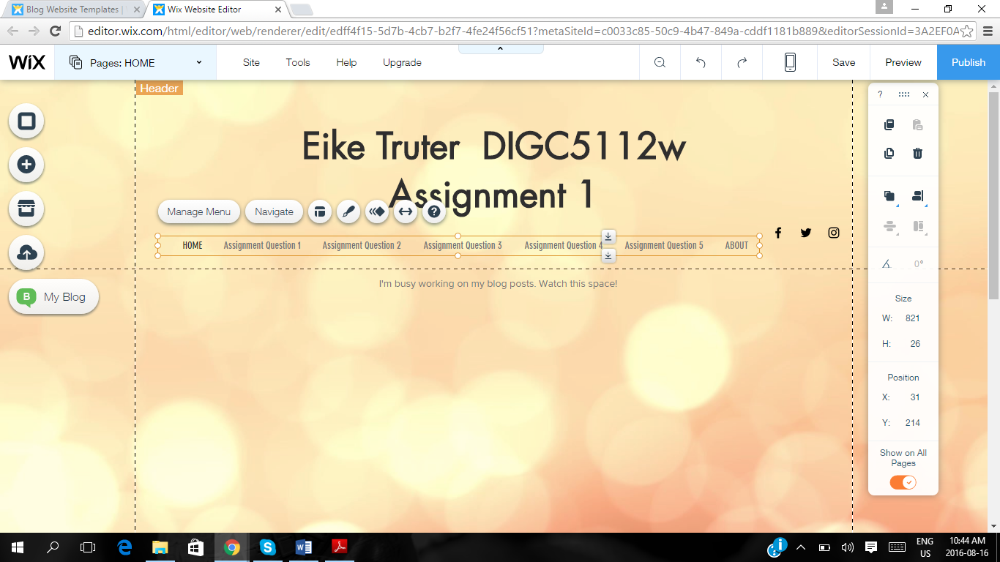 Blog Website Templates |
Wix Website Editor
editor.wix.com/html/editor/web/renderer/edit/edff4f15-5d7b-4cb7-b2f7-4fe24f56cf51?metaSiteId=c0033c85-50c9-4b47-849a-cddf1181b889&editorSessionId=3A2EF0A
WiX
Pages: HOME
Site
Tools
Help
Upgrade
Save
Preview
Publish
Header
?
Eike Truter DIGC5112w
Assignment 1
Manage Menu
Navigate
?
HOME
Assignment Question 1
Assignment Question 2
Assignment Question 3
Assignment Question 4
Assignment Question 5
ABOUT
0°
I'm busy working on my blog posts. Watch this space!
B My Blog
Size
W: 821
H: 26
Position
X: 31
Y: 214
Show on All
Pages
ENG
US
10:44 AM
2016-08-16